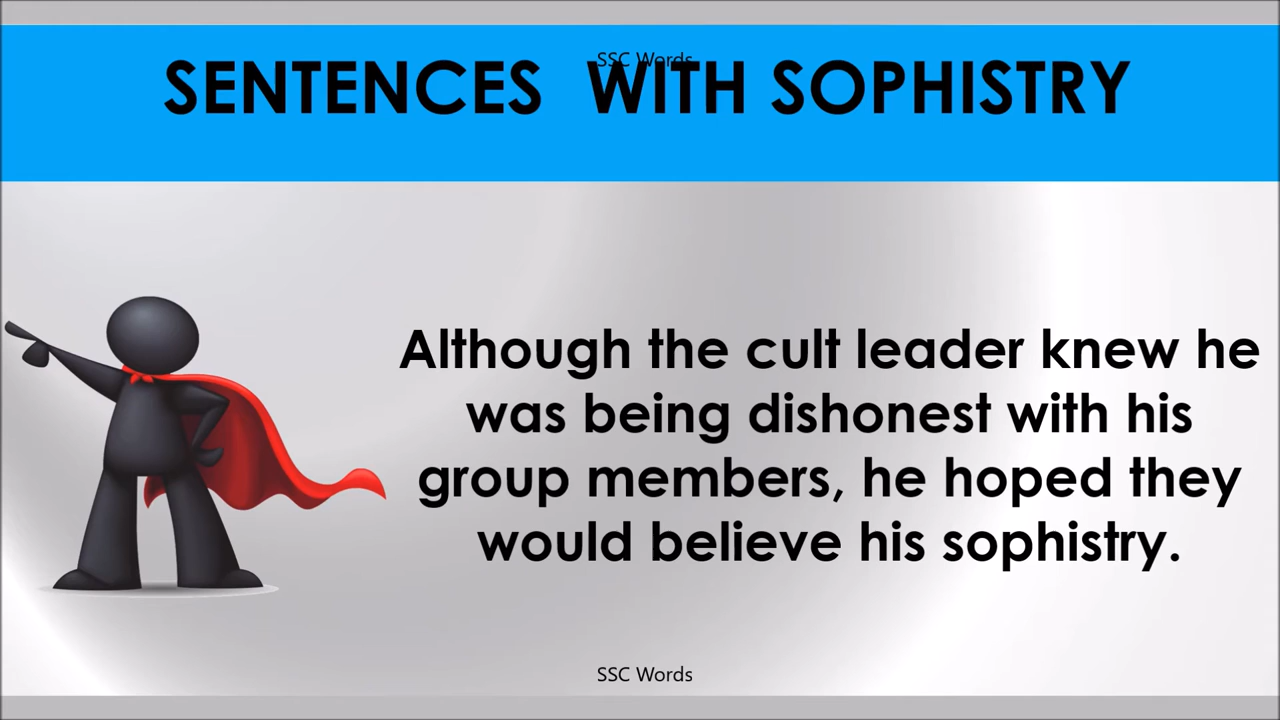 SSC Words
SENTENCES WITH SOPHISTRY
Although the cult leader knew he
was being dishonest with his
group members, he hoped they
would believe his sophistry.
SSC Words